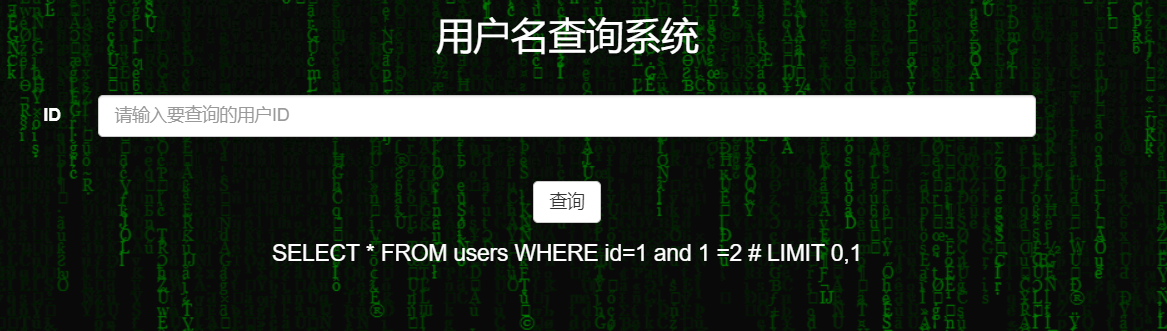 用户名查询系统
ID 请输入要查询的用户ID
查询
SELECT * FROM users WHERE id=1 and 1 =2 # LIMIT 0,1